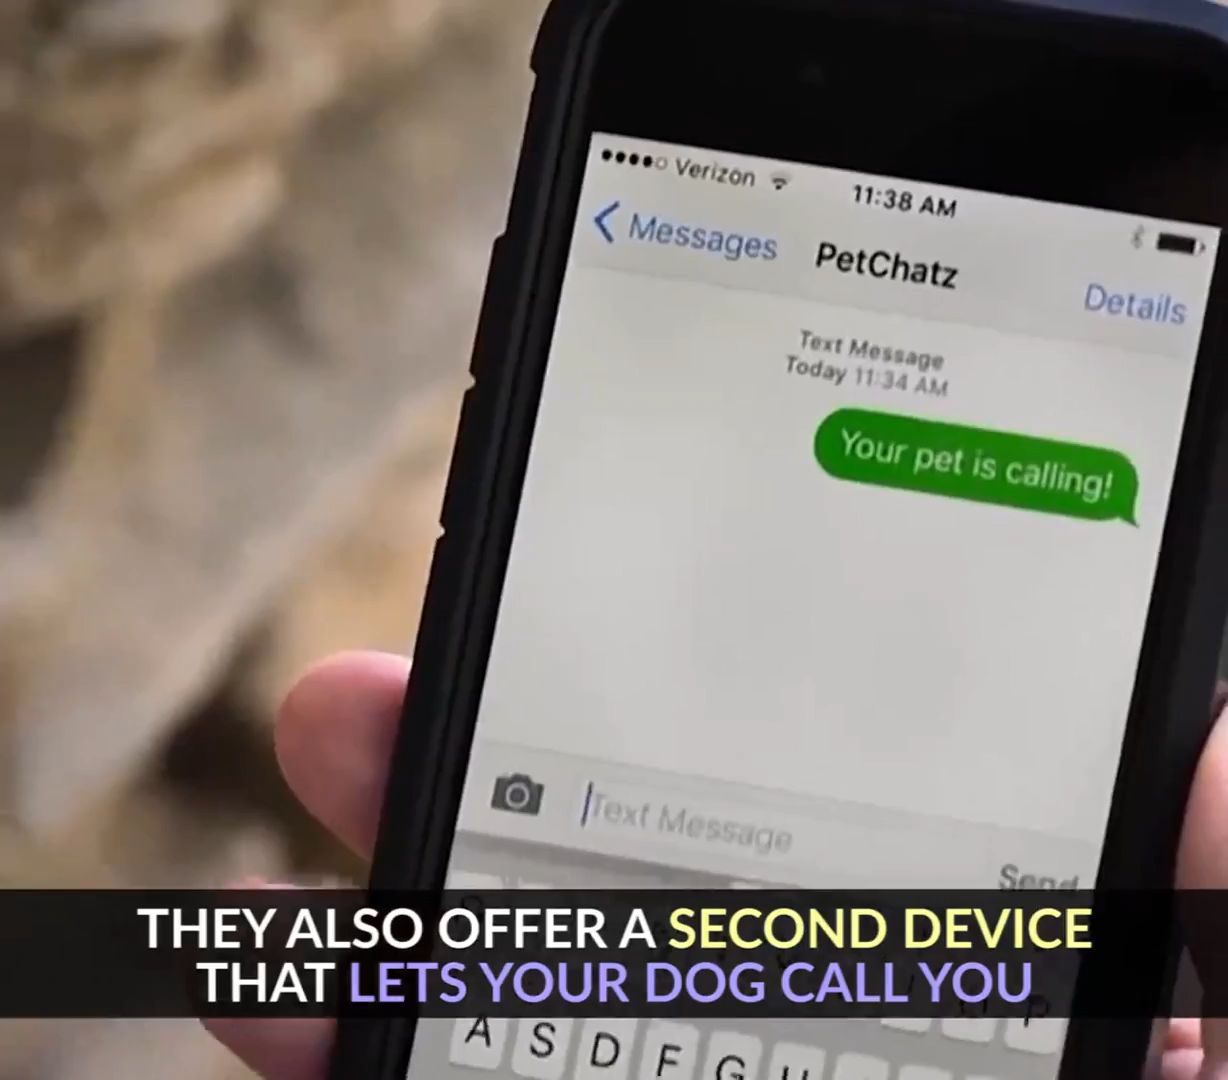 Verizon 11:38 AM
Messages PetChatz Details
Text Message
Today 11:34 AM
Your pet is calling!
Text Message
Send
THEY ALSO OFFER A SECOND DEVICE
THAT LETS YOUR DOG CALL YOU
P
A S D F G